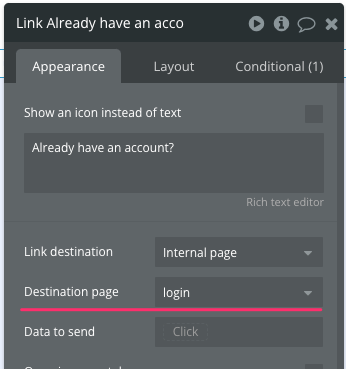 Link Already have an acco
Appearance
Layout
Conditional (1)
Show an icon instead of text
Already have an account?
Rich text editor
Link destination
Internal page
Destination page
login
Data to send
Click